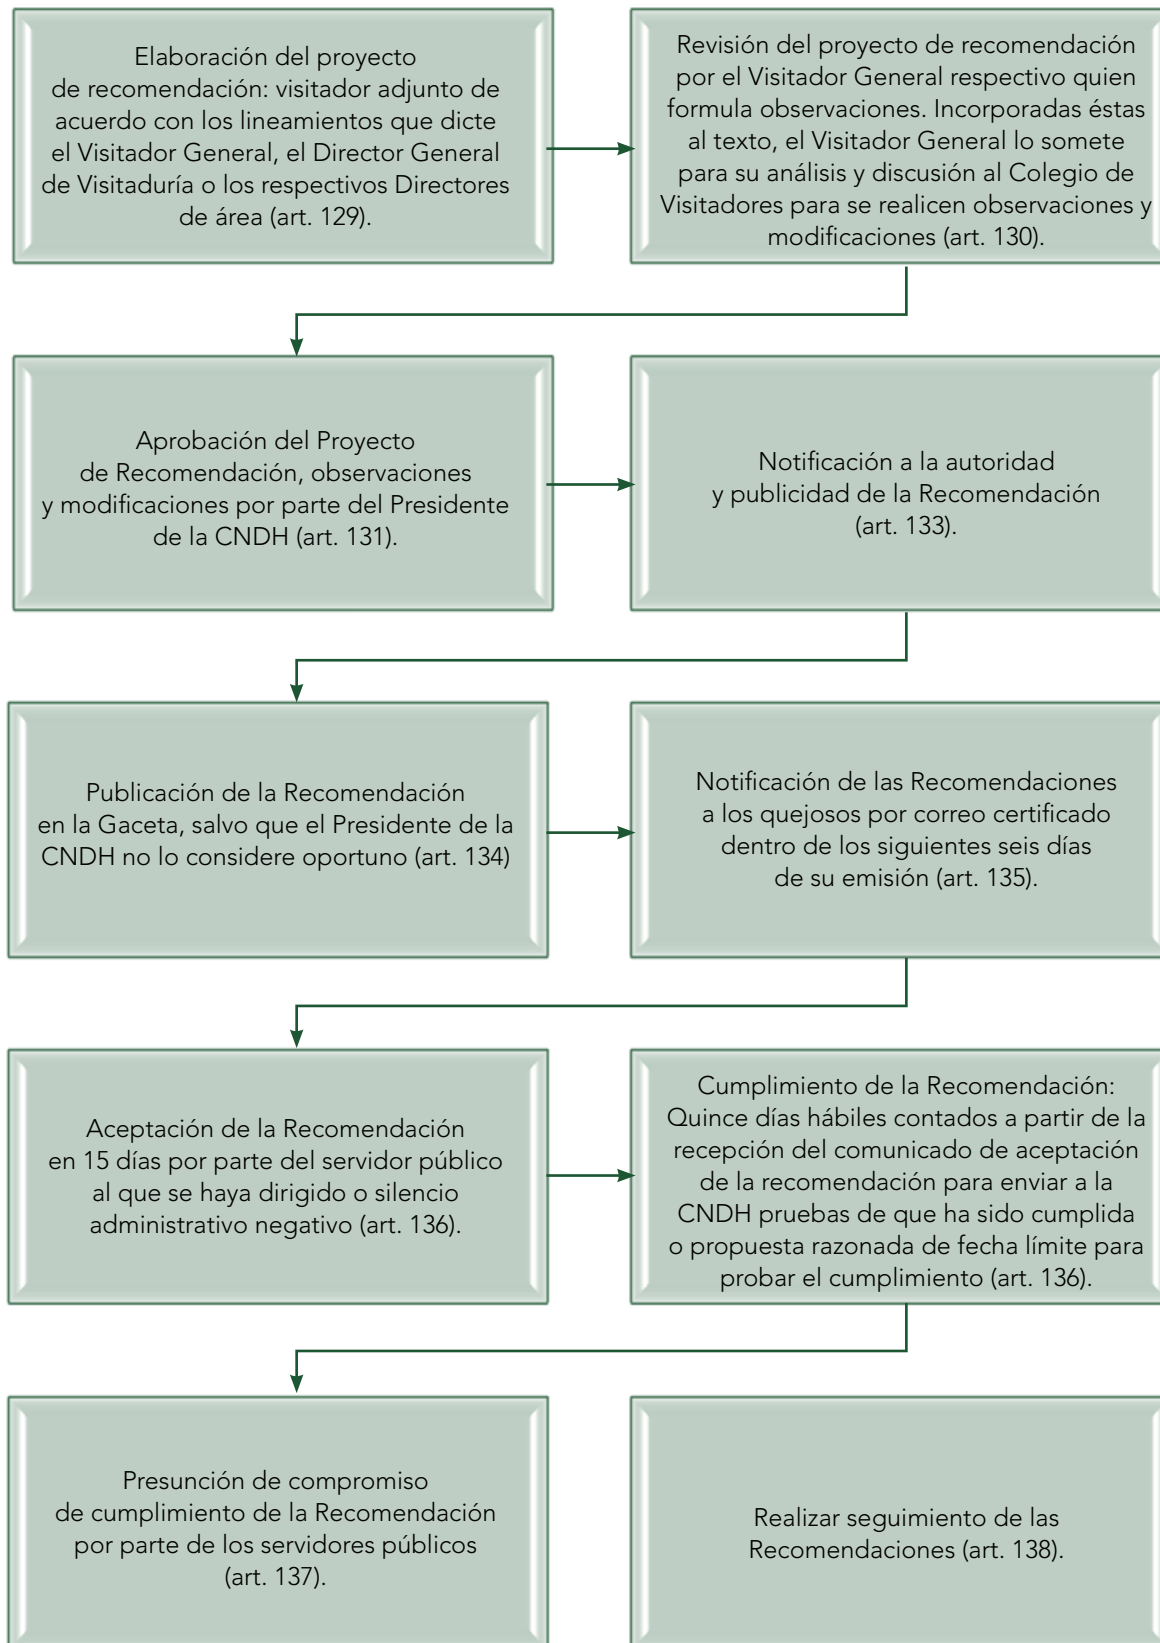 Elaboración del proyecto
de recomendación: visitador adjunto de
acuerdo con los lineamientos que dicte
el Visitador General, el Director General
de Visitaduría o los respectivos Directores
de área (art. 129).
Revisión del proyecto de recomendación
por el Visitador General respectivo quien
formula observaciones. Incorporadas éstas
al texto, el Visitador General lo somete
para su análisis y discusión al Colegio de
Visitadores para se realicen observaciones y
modificaciones (art. 130).
Aprobación del Proyecto
de Recomendación, observaciones
y modificaciones por parte del Presidente
de la CNDH (art. 131).
Notificación a la autoridad
y publicidad de la Recomendación
(art. 133).
Publicación de la Recomendación
en la Gaceta, salvo que el Presidente de la
CNDH no lo considere oportuno (art. 134)
Notificación de las Recomendaciones
a los quejosos por correo certificado
dentro de los siguientes seis días
de su emisión (art. 135).
Aceptación de la Recomendación
en 15 días por parte del servidor público
al que se haya dirigido o silencio
administrativo negativo (art. 136).
Cumplimiento de la Recomendación:
Quince días hábiles contados a partir de la
recepción del comunicado de aceptación
de la recomendación para enviar a la
CNDH pruebas de que ha sido cumplida
o propuesta razonada de fecha límite para
probar el cumplimiento (art. 136).
Presunción de compromiso
de cumplimiento de la Recomendación
por parte de los servidores públicos
(art. 137).
Realizar seguimiento de las
Recomendaciones (art. 138).